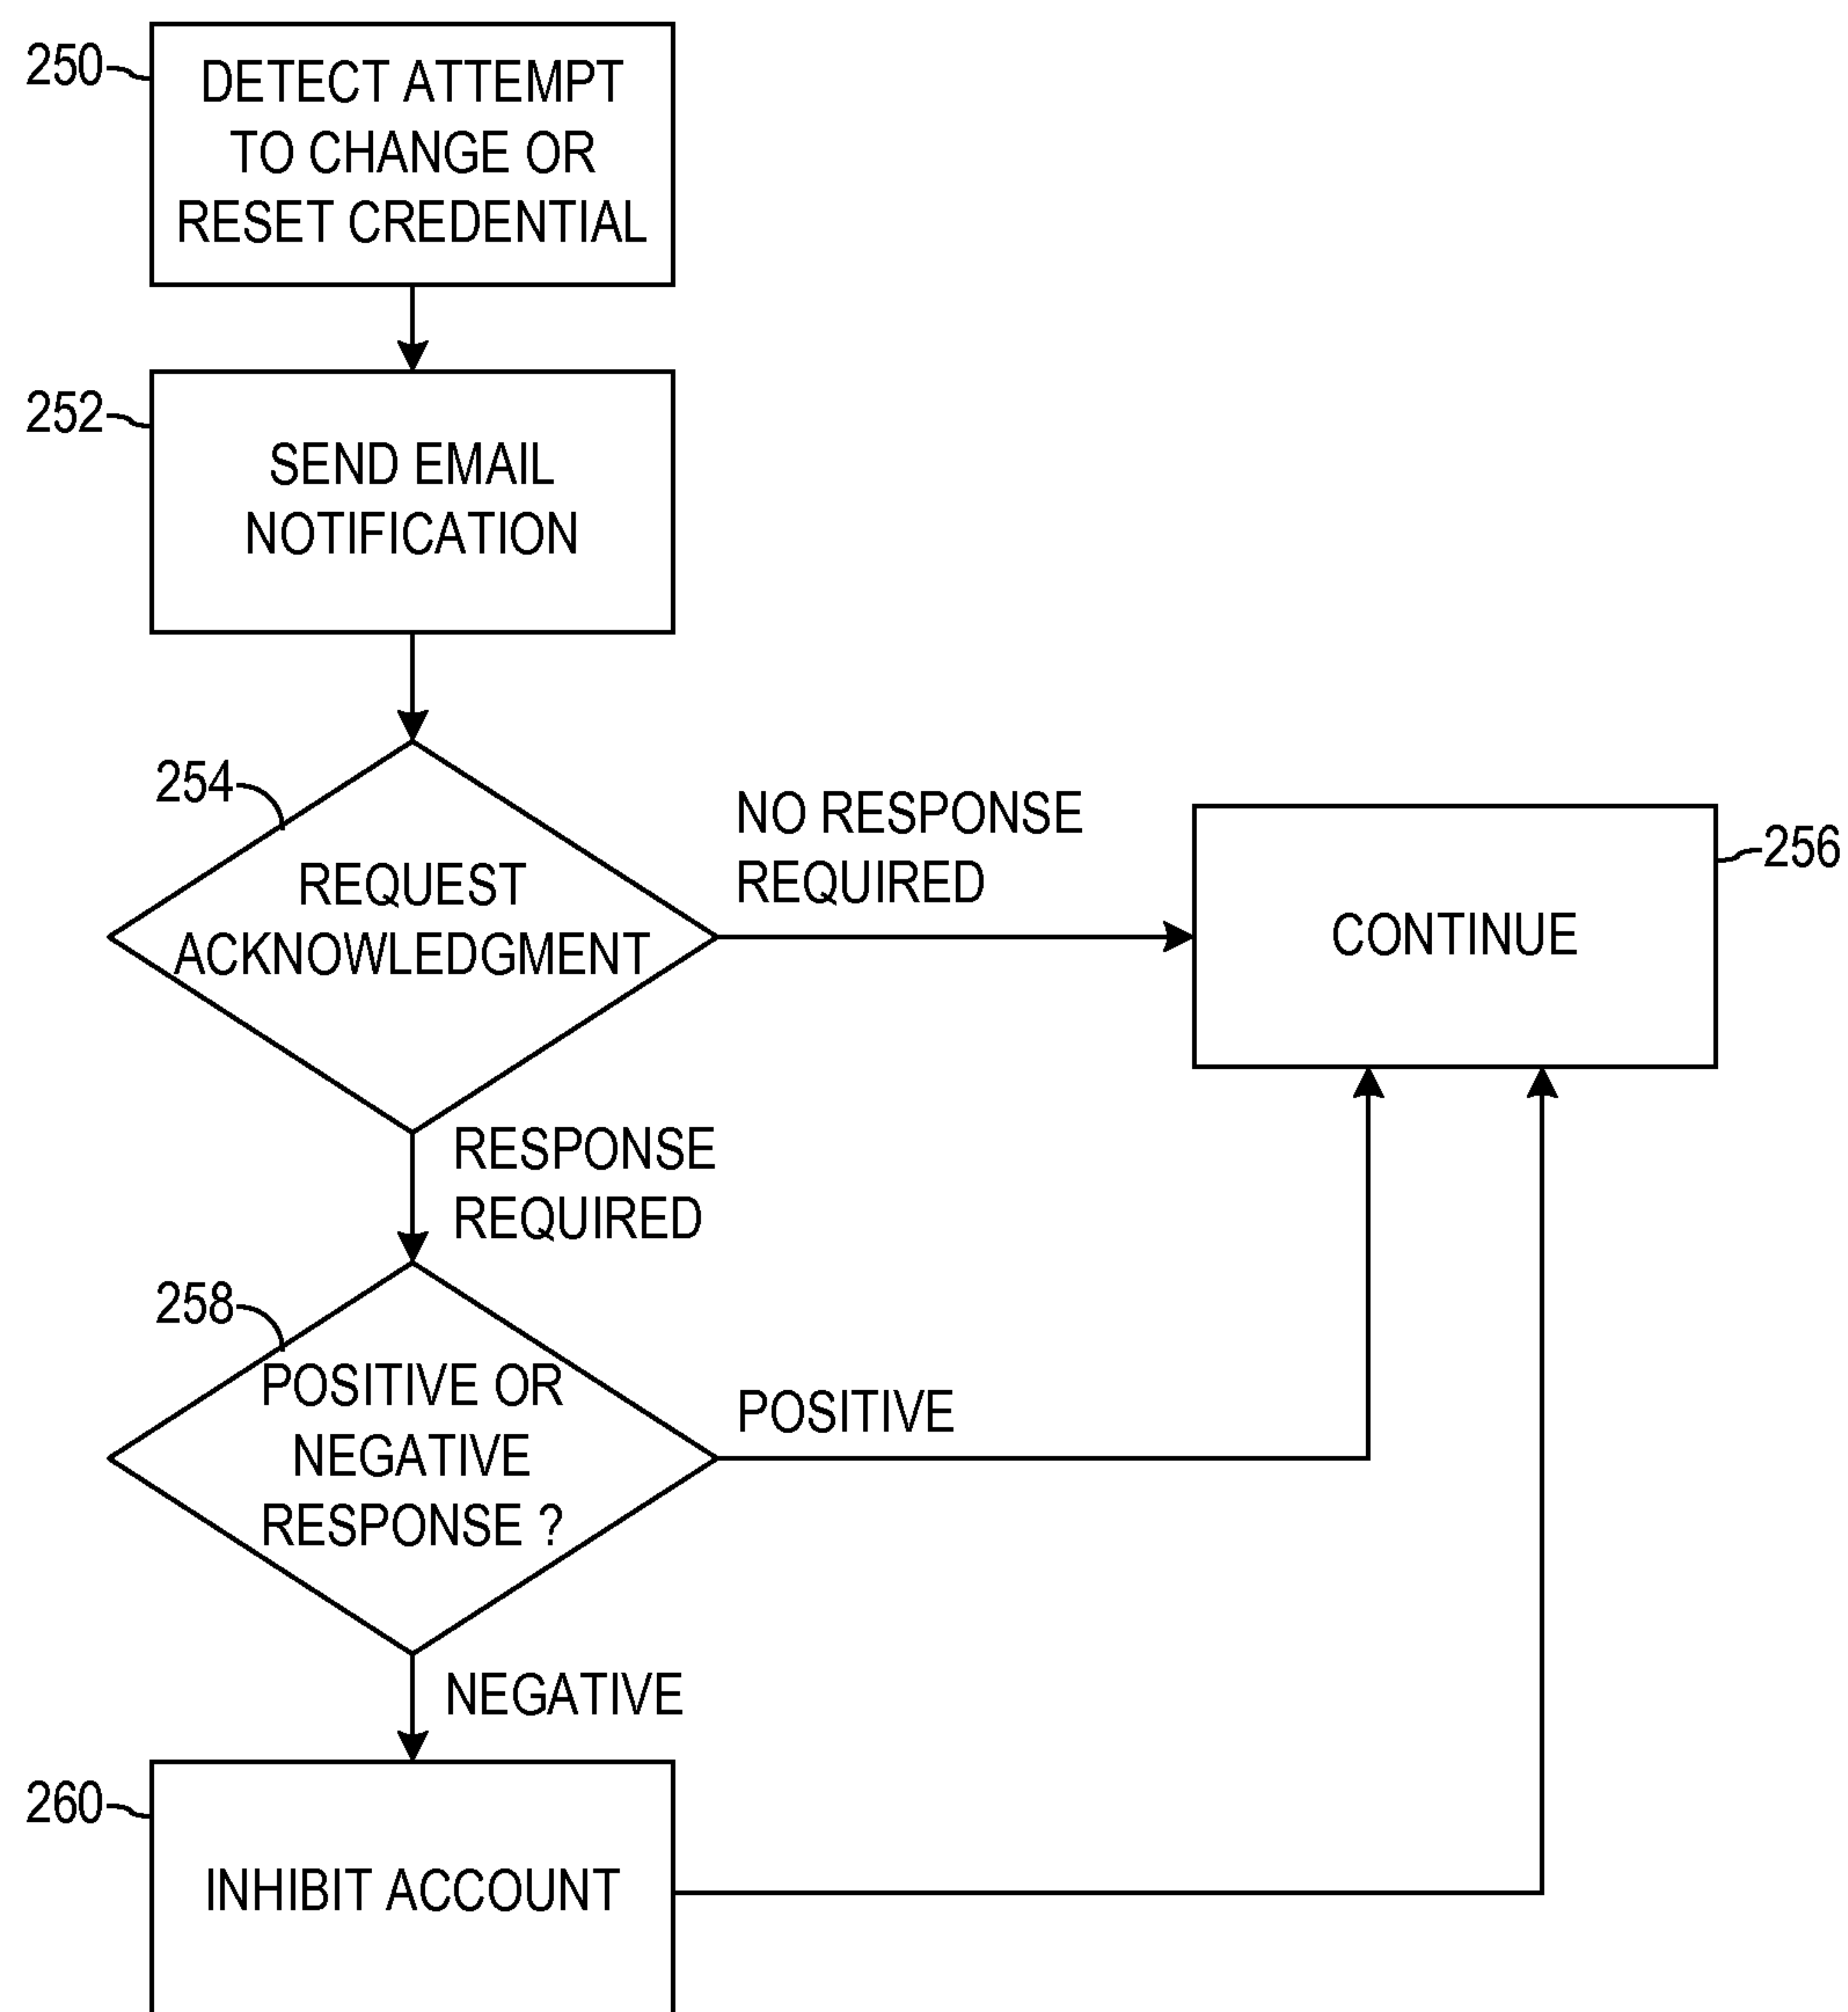 250
DETECT ATTEMPT
TO CHANGE OR
RESET CREDENTIAL
252
SEND EMAIL
NOTIFICATION
254
REQUEST
ACKNOWLEDGMENT
NO RESPONSE
REQUIRED
CONTINUE
256
RESPONSE
REQUIRED
258
POSITIVE OR
NEGATIVE
RESPONSE ?
POSITIVE
NEGATIVE
260
INHIBIT ACCOUNT